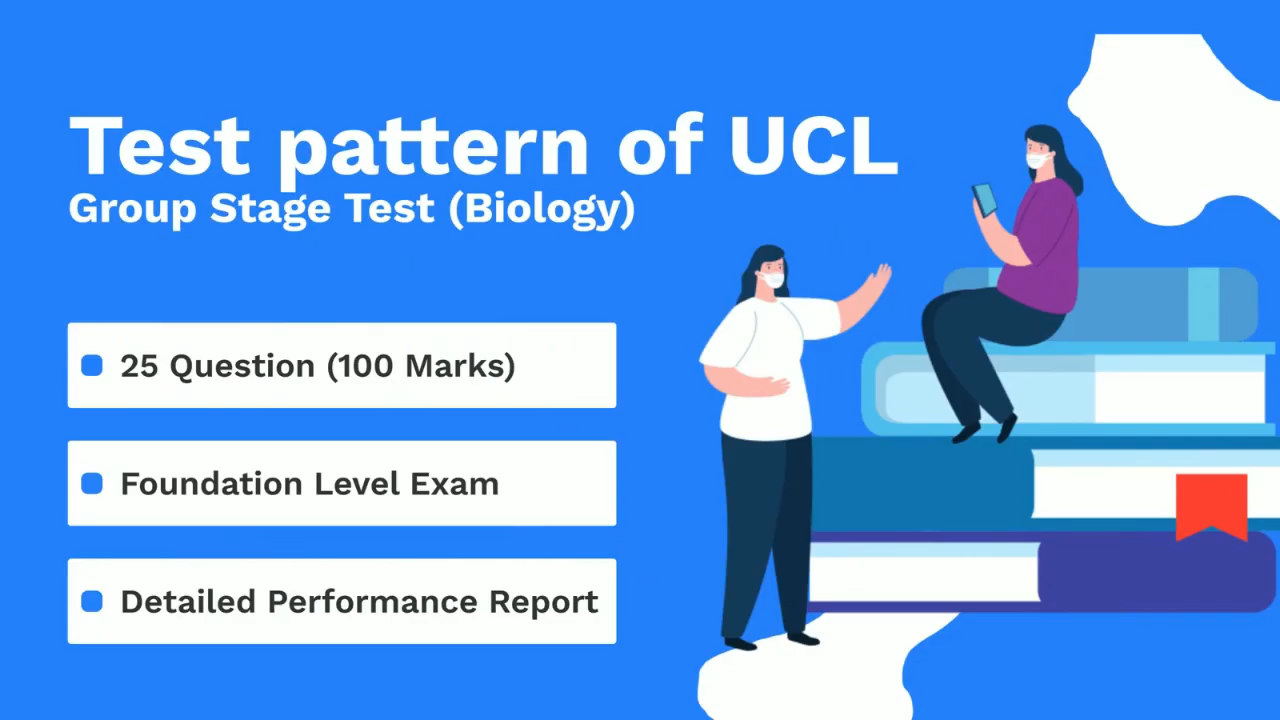 Test pattern of UCL
Group Stage Test (Biology)
25 Question (100 Marks)
Foundation Level Exam
Detailed Performance Report